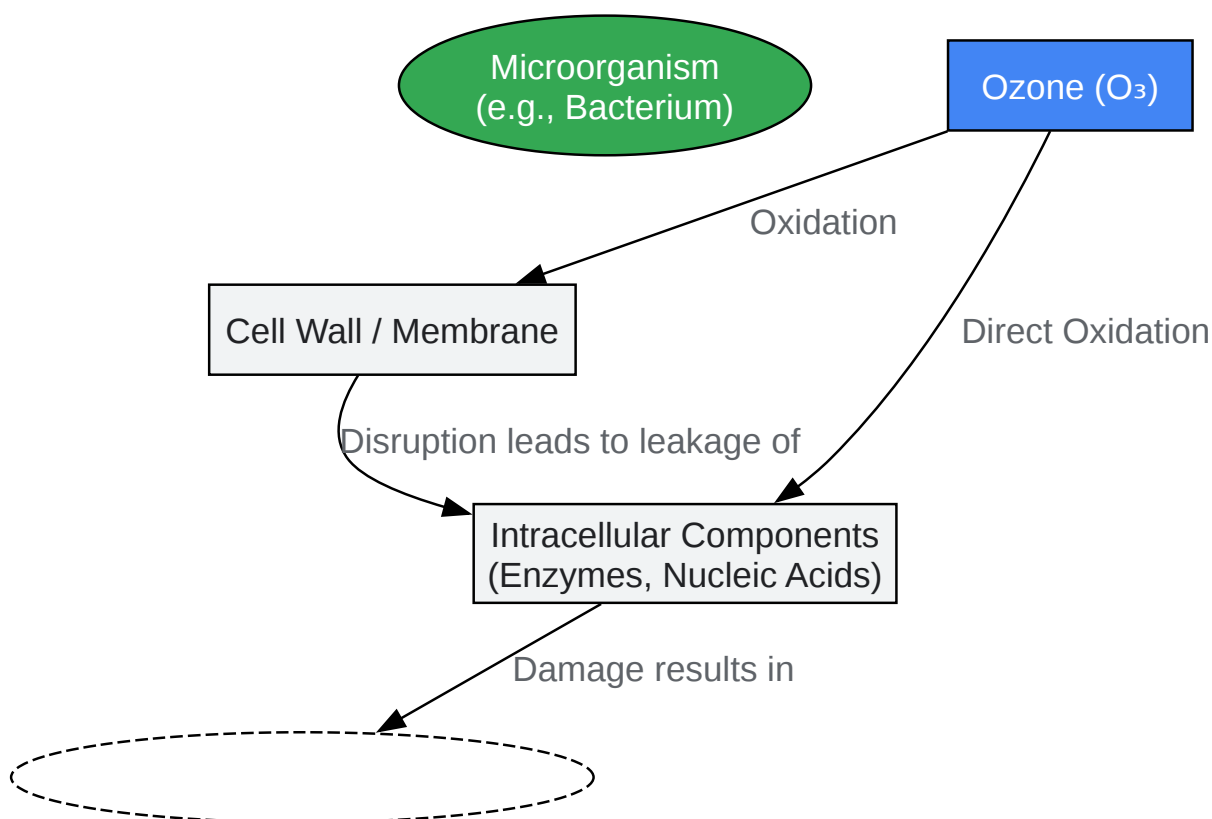 Microorganism
(e.g., Bacterium)
Ozone (O₃)
Oxidation
Cell Wall / Membrane
Direct Oxidation
Disruption leads to leakage of
Intracellular Components
(Enzymes, Nucleic Acids)
Damage results in